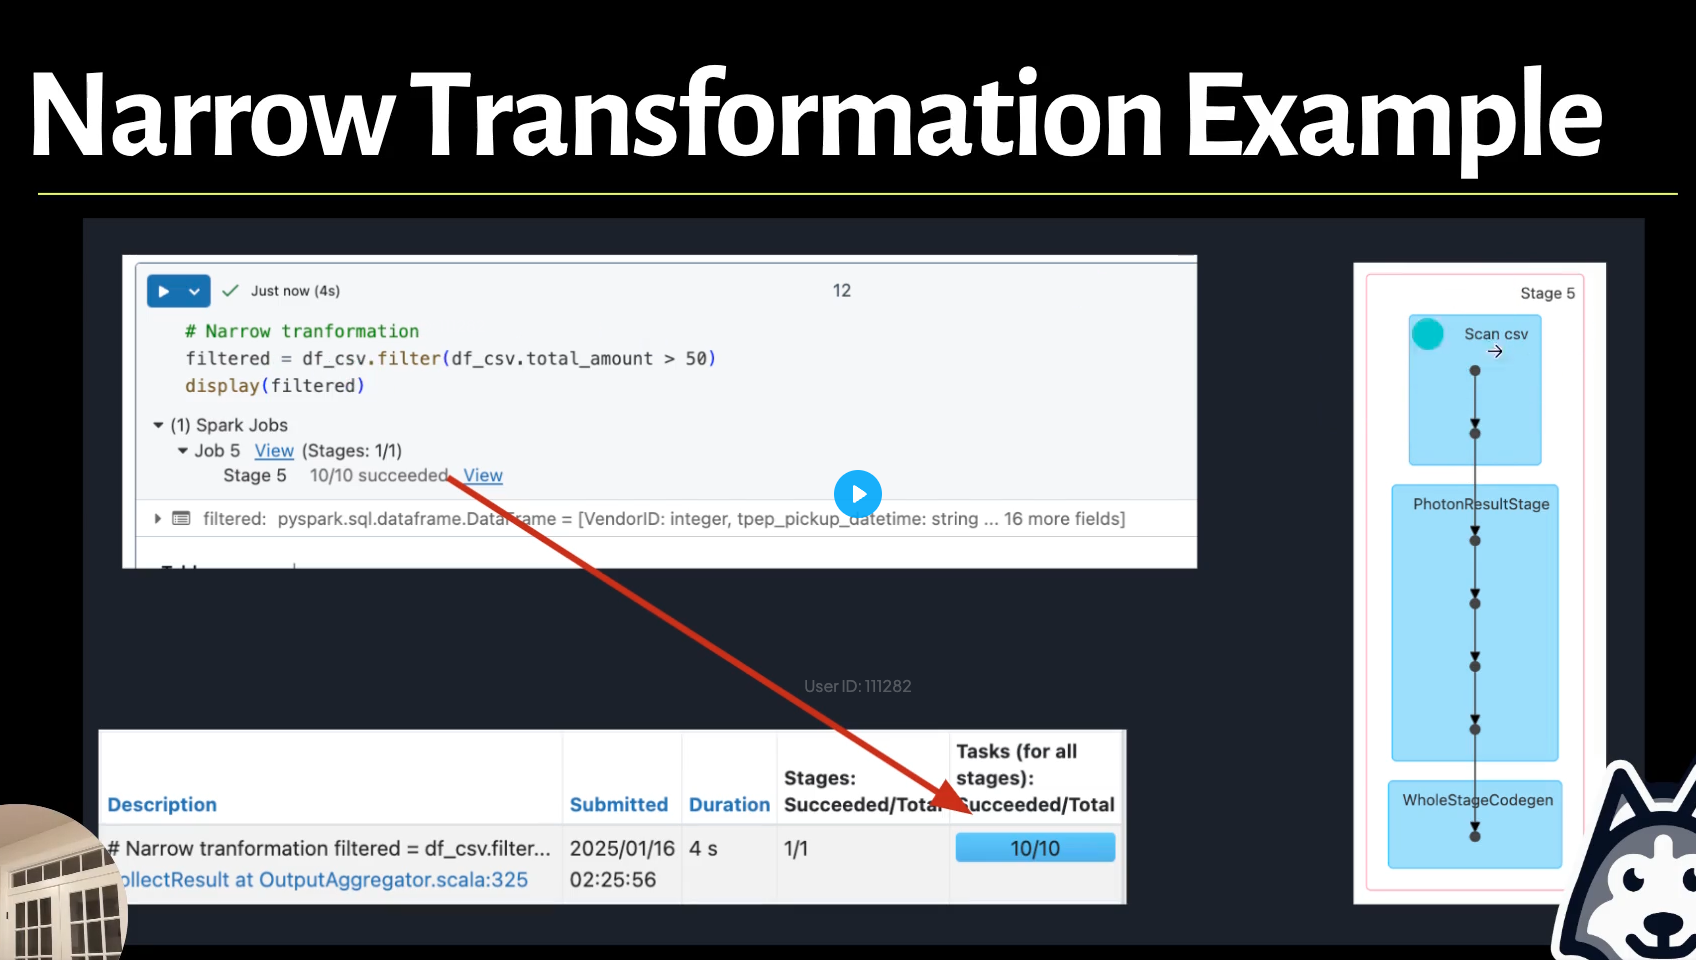 Narrow Transformation Example
Just now (4s)
12
# Narrow tranformation
filtered = df_csv.filter(df_csv.total_amount > 50)
display(filtered)
(1) Spark Jobs
Job 5 View (Stages: 1/1)
Stage 5 10/10 succeeded View
filtered: pyspark.sql.dataframe.DataFrame = [VendorID: integer, tpep_pickup_datetime: string ... 16 more fields]
User ID: 111282
Description Submitted Duration Stages: Succeeded/Total Tasks (for all stages): Succeeded/Total
# Narrow tranformation filtered = df_csv.filter... 2025/01/16 02:25:56 4 s 1/1 10/10
ollectResult at OutputAggregator.scala:325
Stage 5
Scan csv
PhotonResultStage
WholeStageCodegen